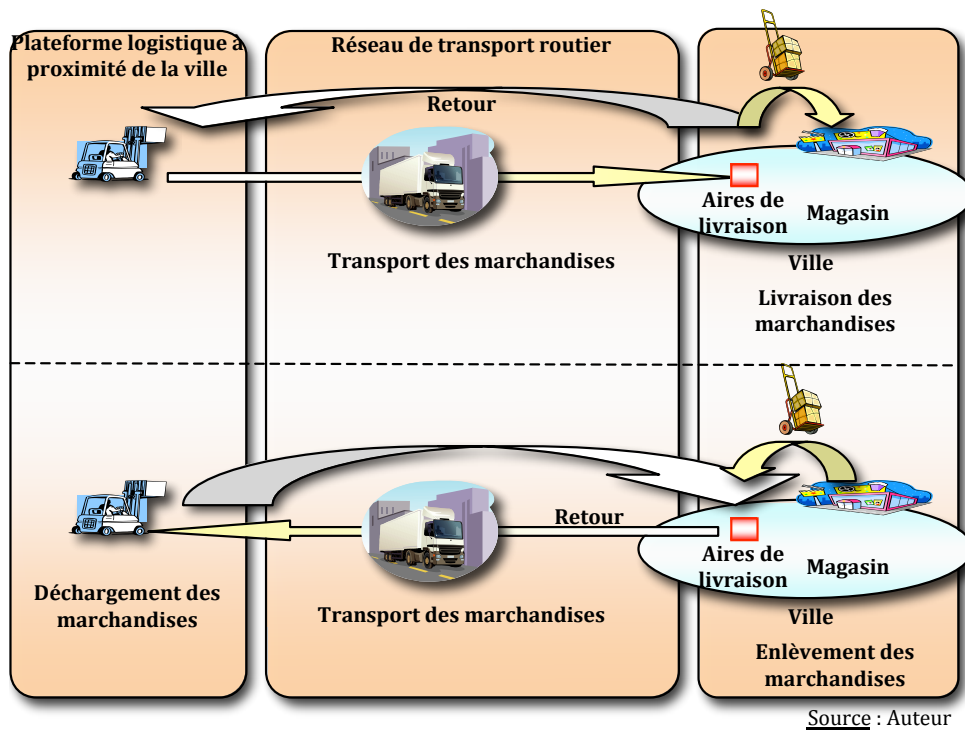 Plateforme logistique à
proximité de la ville
Réseau de transport routier
Retour
Aires de
livraison
Magasin
Transport des marchandises
Ville
Livraison des
marchandises
Retour
Aires de
livraison
Magasin
Déchargement des
marchandises
Transport des marchandises
Ville
Enlèvement des
marchandises
Source : Auteur